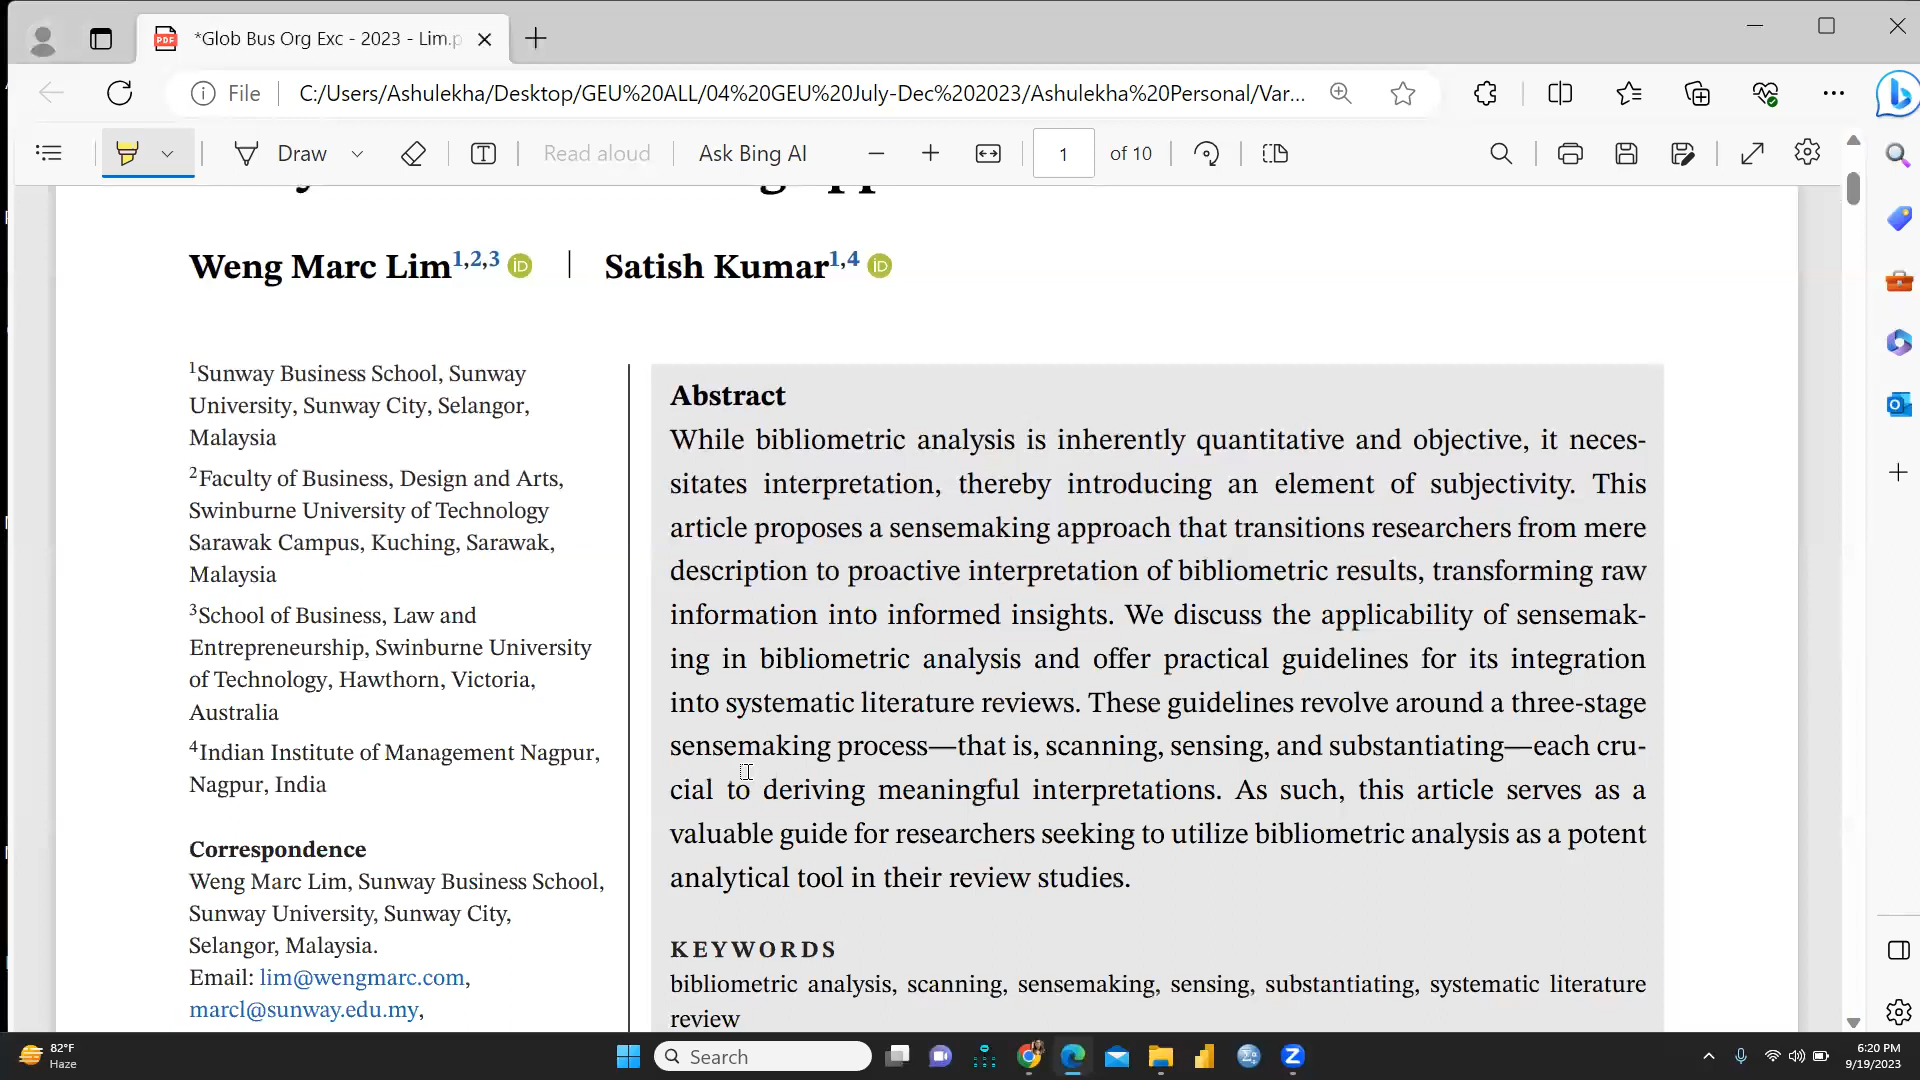 *Glob Bus Org Exc - 2023 - Lim.p
File
C:/Users/Ashulekha/Desktop/GEU%20ALL/04%20GEU%20July-Dec%202023/Ashulekha%20Personal/Var...
Draw
Read aloud
Ask Bing AI
1
of 10
Weng Marc Lim1,2,3 | Satish Kumar1,4
1Sunway Business School, Sunway
University, Sunway City, Selangor,
Malaysia
2Faculty of Business, Design and Arts,
Swinburne University of Technology
Sarawak Campus, Kuching, Sarawak,
Malaysia
3School of Business, Law and
Entrepreneurship, Swinburne University
of Technology, Hawthorn, Victoria,
Australia
4Indian Institute of Management Nagpur,
Nagpur, India
Correspondence
Weng Marc Lim, Sunway Business School,
Sunway University, Sunway City,
Selangor, Malaysia.
Email: lim@wengmarc.com,
marcl@sunway.edu.my,
Abstract
While bibliometric analysis is inherently quantitative and objective, it neces-
sitates interpretation, thereby introducing an element of subjectivity. This
article proposes a sensemaking approach that transitions researchers from mere
description to proactive interpretation of bibliometric results, transforming raw
information into informed insights. We discuss the applicability of sensemak-
ing in bibliometric analysis and offer practical guidelines for its integration
into systematic literature reviews. These guidelines revolve around a three-stage
sensemaking process—that is, scanning, sensing, and substantiating—each cru-
cial to deriving meaningful interpretations. As such, this article serves as a
valuable guide for researchers seeking to utilize bibliometric analysis as a potent
analytical tool in their review studies.
KEYWORDS
bibliometric analysis, scanning, sensemaking, sensing, substantiating, systematic literature
review
82°F
Haze
Search
6:20 PM
9/19/2023